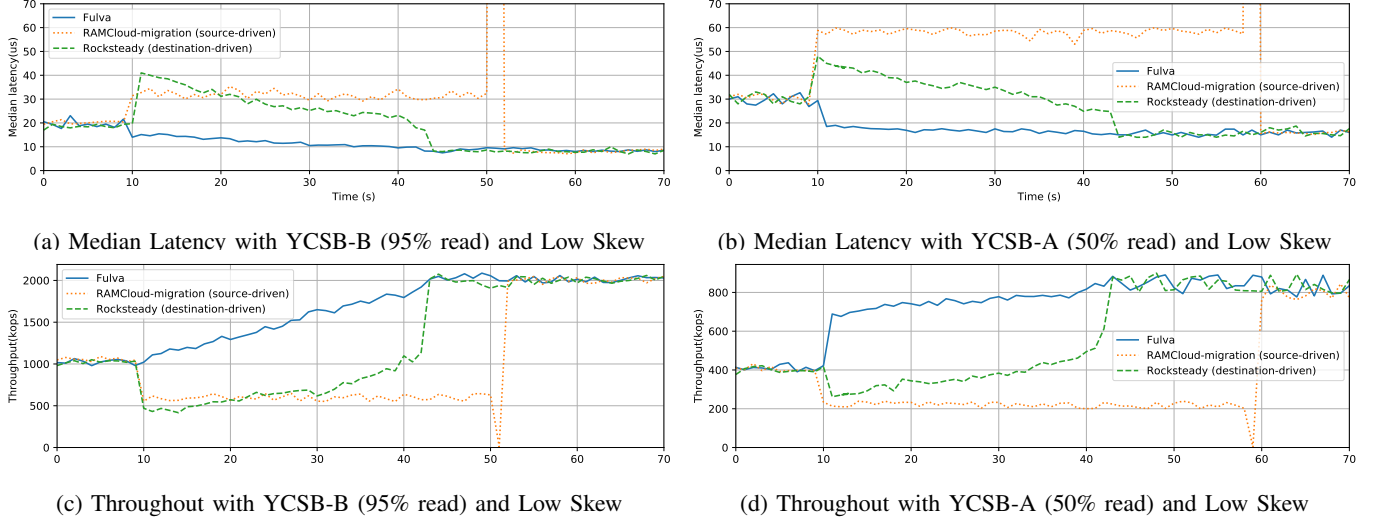 70
60
50
40
30
20
10
0
Median latency(us)
Fulva
RAMCloud-migration (source-driven)
Rocksteady (destination-driven)
0 10 20 30 40 50 60 70
Time (s)
(a) Median Latency with YCSB-B (95% read) and Low Skew
70
60
50
40
30
20
10
0
Median latency(us)
Fulva
RAMCloud-migration (source-driven)
Rocksteady (destination-driven)
0 10 20 30 40 50 60 70
Time (s)
(b) Median Latency with YCSB-A (50% read) and Low Skew
2000
1500
1000
500
0
Throughput(kops)
Fulva
RAMCloud-migration (source-driven)
Rocksteady (destination-driven)
0 10 20 30 40 50 60 70
(c) Throughout with YCSB-B (95% read) and Low Skew
800
600
400
200
0
Throughput(kops)
Fulva
RAMCloud-migration (source-driven)
Rocksteady (destination-driven)
0 10 20 30 40 50 60 70
(d) Throughout with YCSB-A (50% read) and Low Skew